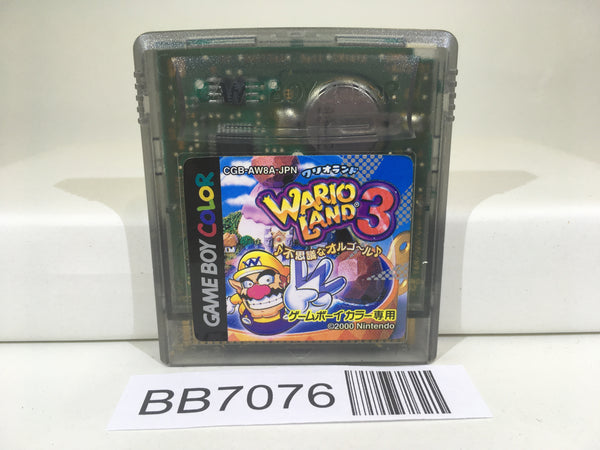 GAME BOY COLOR
CGB-AW8A-JPN
ワリオランド
WARIO
LAND® 3
♪不思議なオルゴール♪
ゲームボーイカラー専用
©2000 Nintendo
BB7076